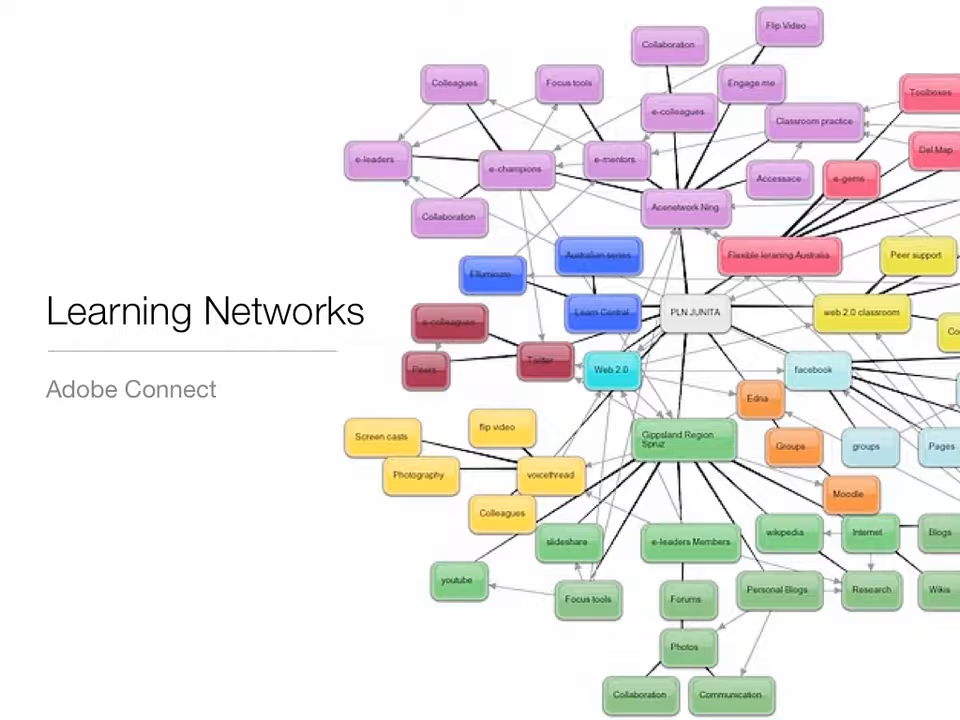 Learning Networks
Adobe Connect
Flip Video
Collaboration
Colleagues
Focus tools
Engage me
Toolboxes
e-colleagues
Classroom practice
Del Map
e-leaders
e-champions
e-mentors
Accessace
e-gems
Collaboration
Acenetwork Ning
Australian series
Flexible leraning Australia
Peer support
Elluminate
Learn Central
PLN JUNITA
web 2.0 classroom
e-colleagues
Peers
Twitter
Web 2.0
facebook
Edna
Screen casts
flip video
Gippsland Region
Spruz
Groups
groups
Pages
Photography
voicethread
Moodle
Colleagues
slideshare
e-leaders Members
wikipedia
Internet
Blogs
youtube
Focus tools
Forums
Personal Blogs
Research
Wikis
Photos
Collaboration
Communication